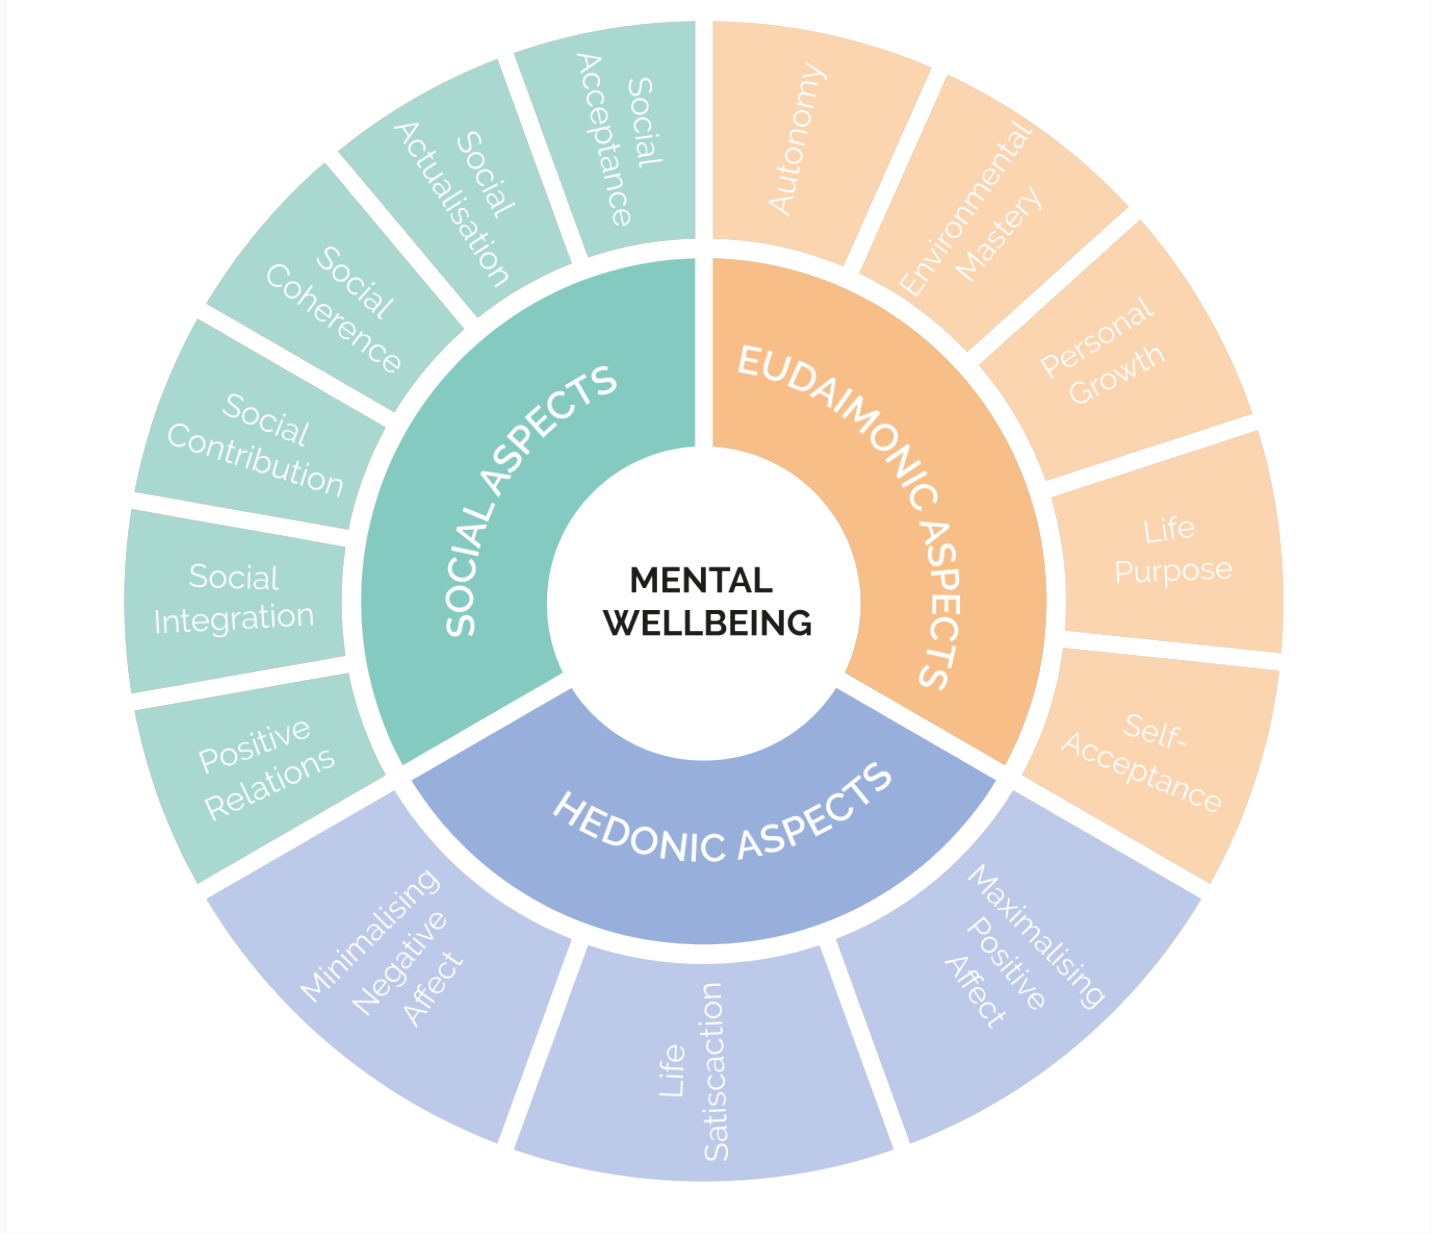 MENTAL
WELLBEING
EUDAIMONIC ASPECTS
Autonomy
Environmental
Mastery
Personal
Growth
Life
Purpose
Self-
Acceptance
HEDONIC ASPECTS
Maximalising
Positive
Affect
Life
Satiscaction
Minimalising
Negative
Affect
SOCIAL ASPECTS
Positive
Relations
Social
Integration
Social
Contribution
Social
Coherence
Social
Actualisation
Social
Acceptance